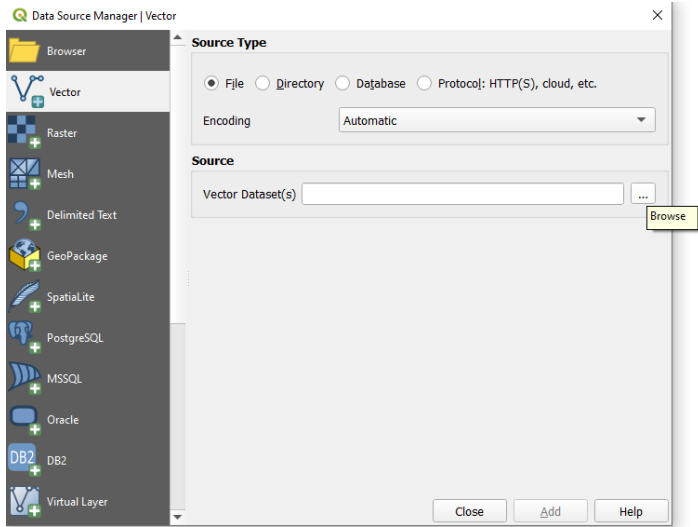 Data Source Manager | Vector
Browser
Vector
Raster
Mesh
Delimited Text
GeoPackage
SpatiaLite
PostgreSQL
MSSQL
Oracle
DB2
DB2
Virtual Layer
Source Type
File Directory Database Protocol: HTTP(S), cloud, etc.
Encoding Automatic
Source
Vector Dataset(s) ...
Browse
Close Add Help